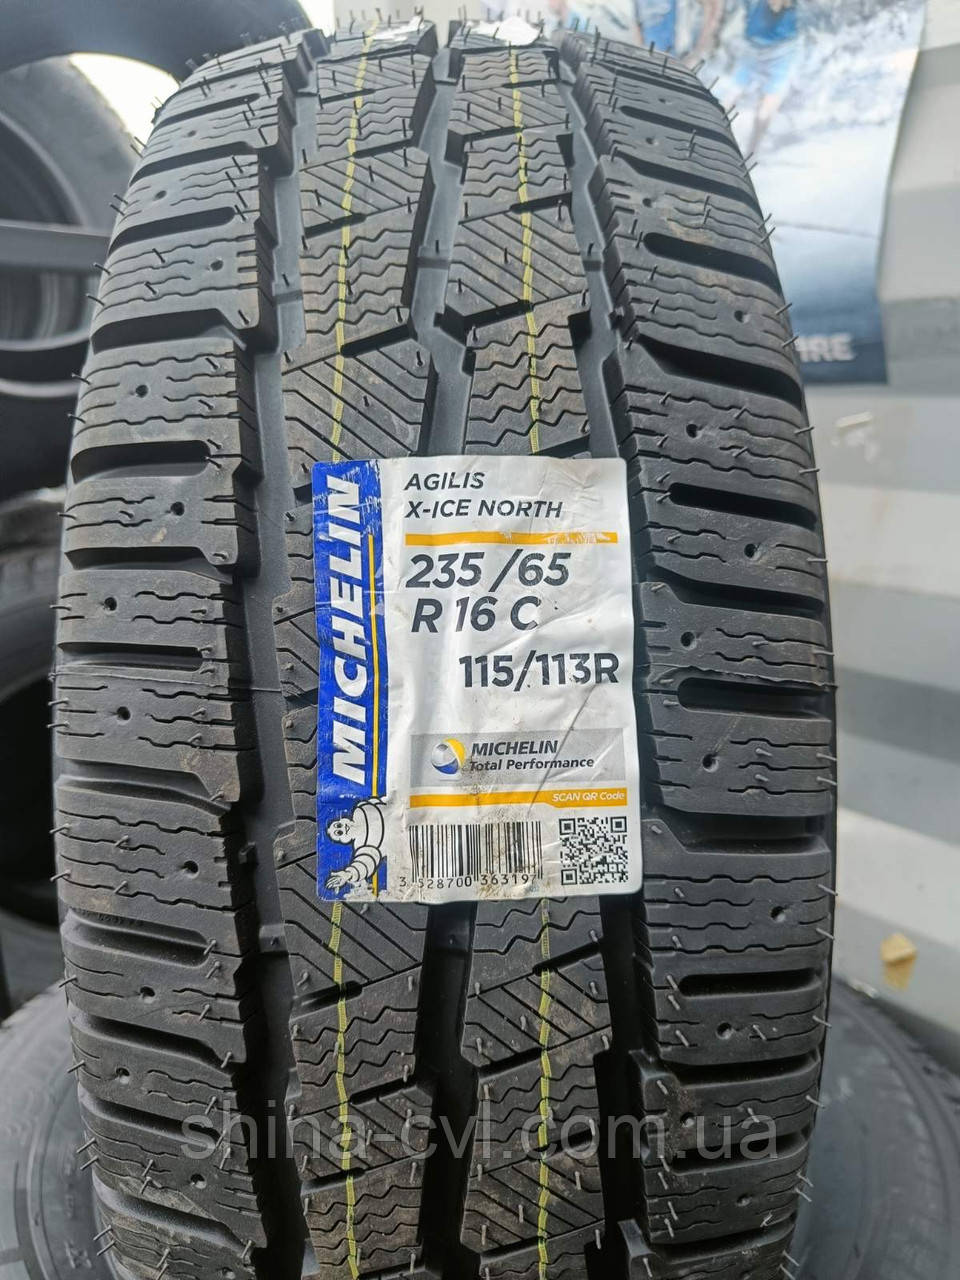 IRE
MICHELIN
AGILIS
X-ICE NORTH
235 /65
R 16 C
115/113R
MICHELIN
Total Performance
SCAN QR Code
3 528700 363197
shina-cvl.com.ua